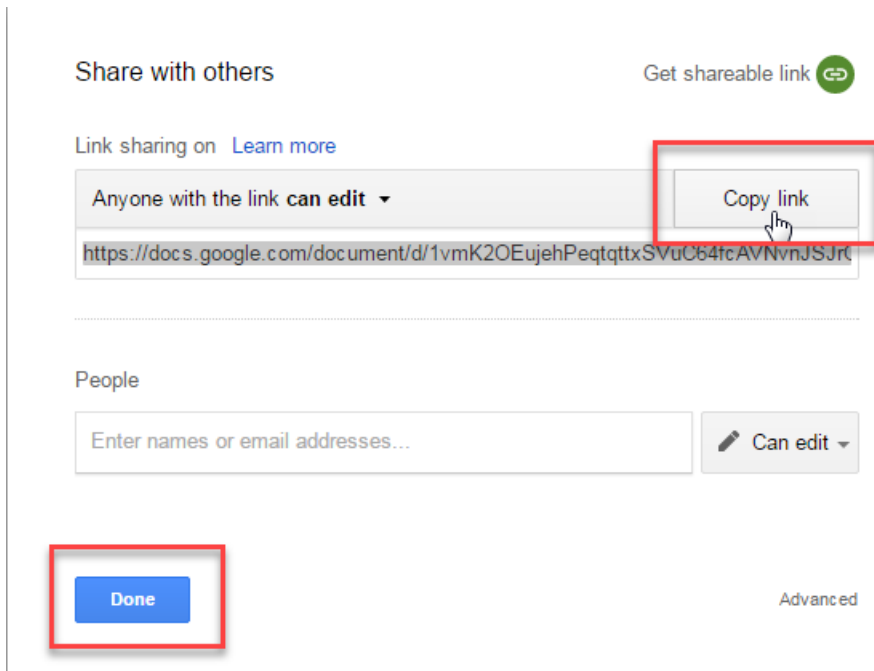 Share with others
Get shareable link
Link sharing on Learn more
Anyone with the link can edit
Copy link
https://docs.google.com/document/d/1vmK2OEujehPeqtqttxSVuC64fcAVNvnJSJr
People
Enter names or email addresses...
Can edit
Done
Advanced